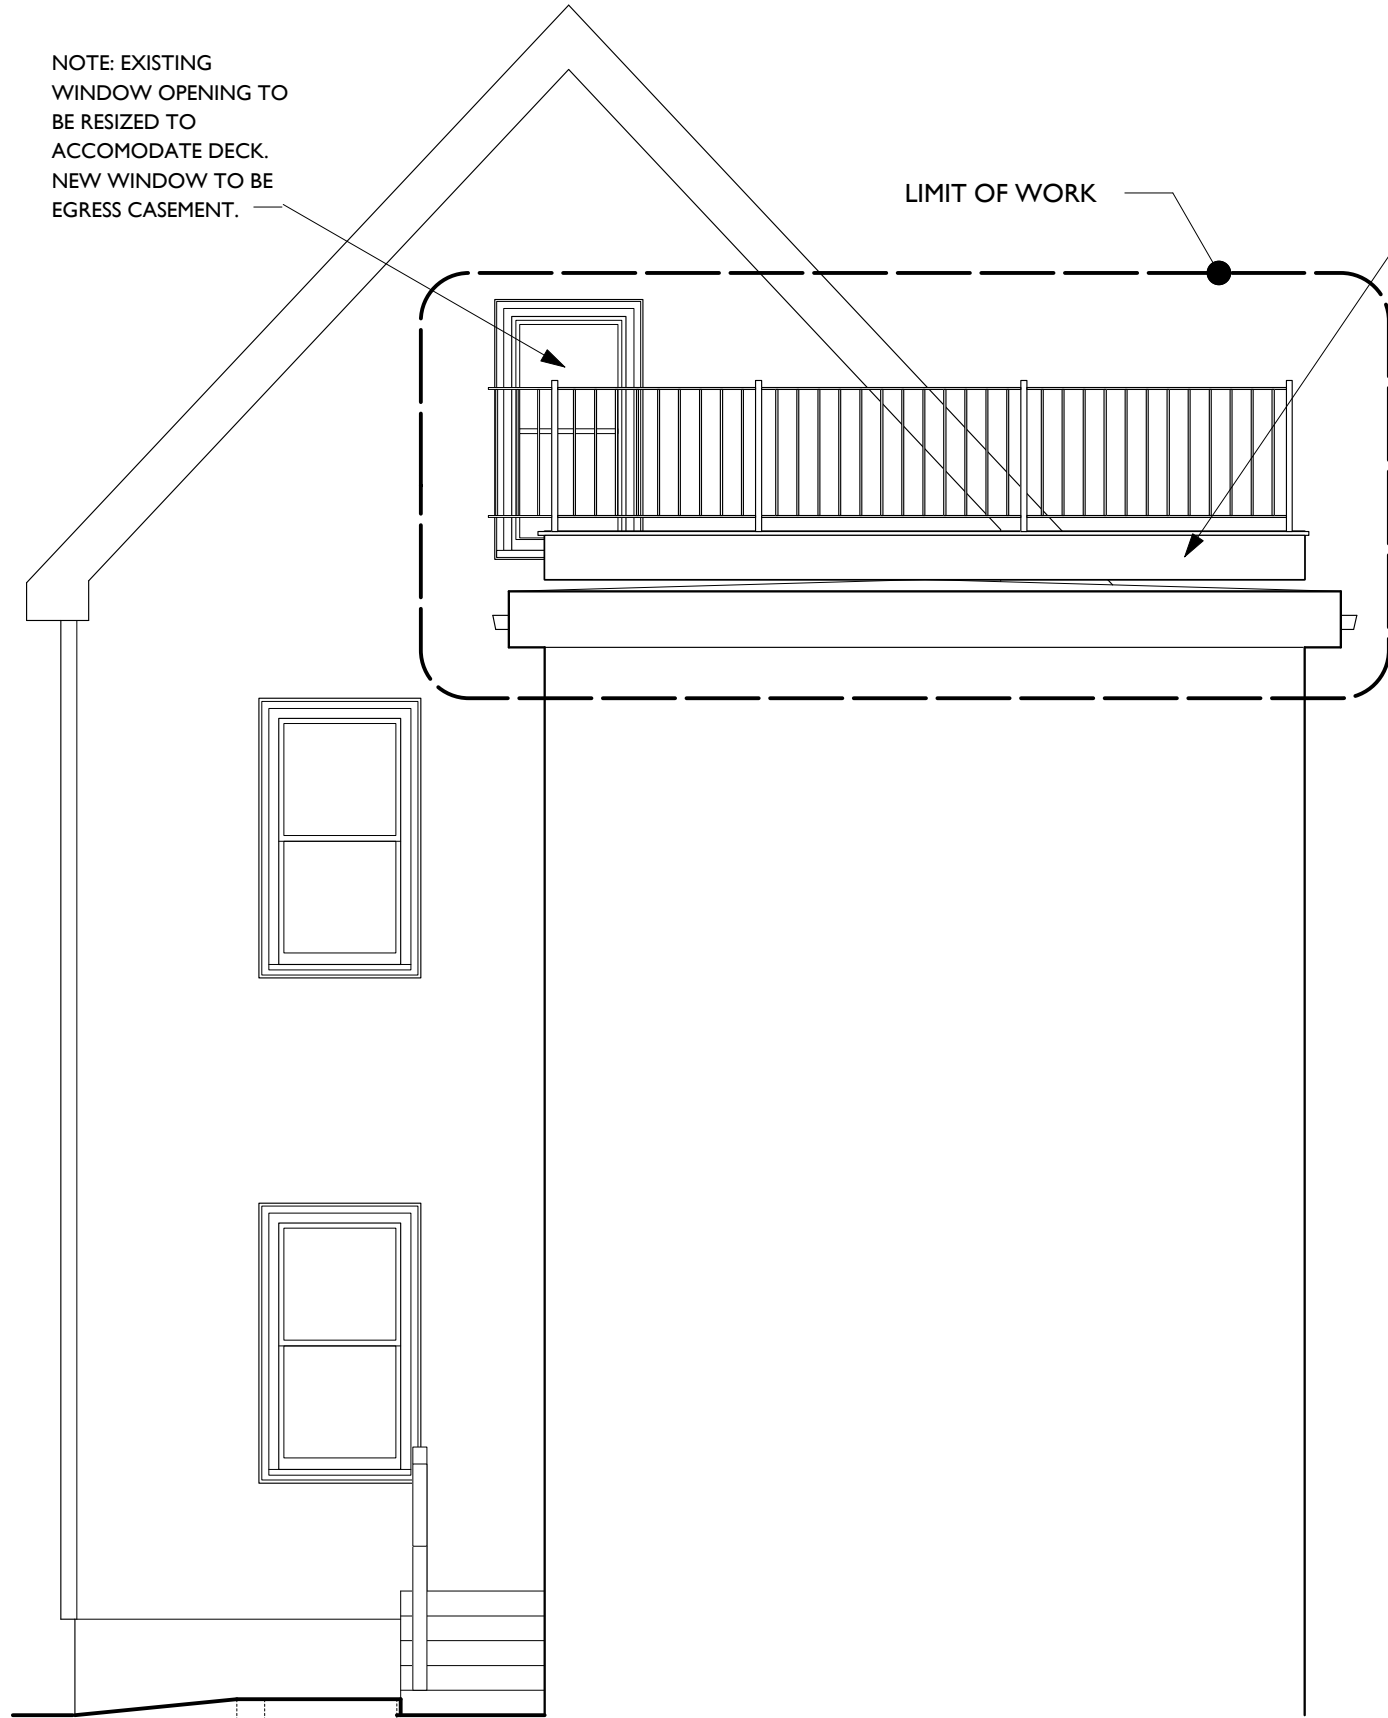 NOTE: EXISTING
WINDOW OPENING TO
BE RESIZED TO
ACCOMODATE DECK.
NEW WINDOW TO BE
EGRESS CASEMENT.
LIMIT OF WORK